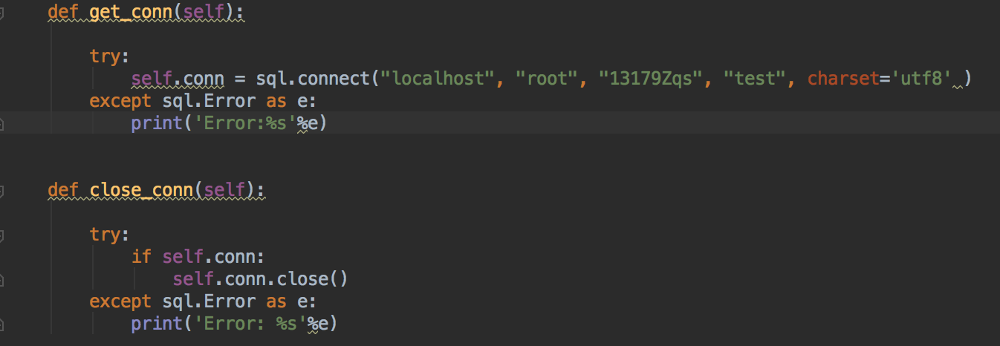 def get_conn(self):
try:
self.conn = sql.connect("localhost", "root", "13179Zqs", "test", charset='utf8' )
except sql.Error as e:
print('Error:%s'%e)
def close_conn(self):
try:
if self.conn:
self.conn.close()
except sql.Error as e:
print('Error: %s'%e)